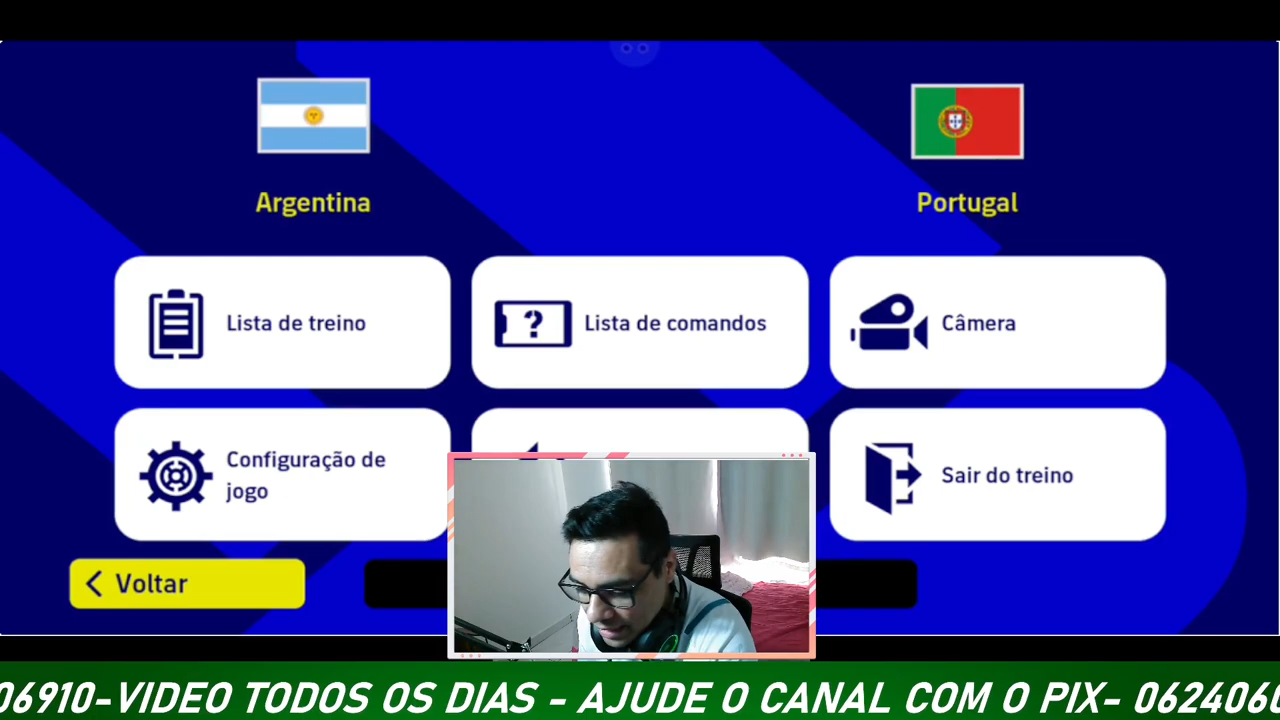 Argentina
Portugal
Lista de treino
?
Lista de comandos
Câmera
Configuração de
jogo
Sair do treino
Voltar
06910-VIDEO TODOS OS DIAS - AJUDE O CANAL COM O PIX- 062406